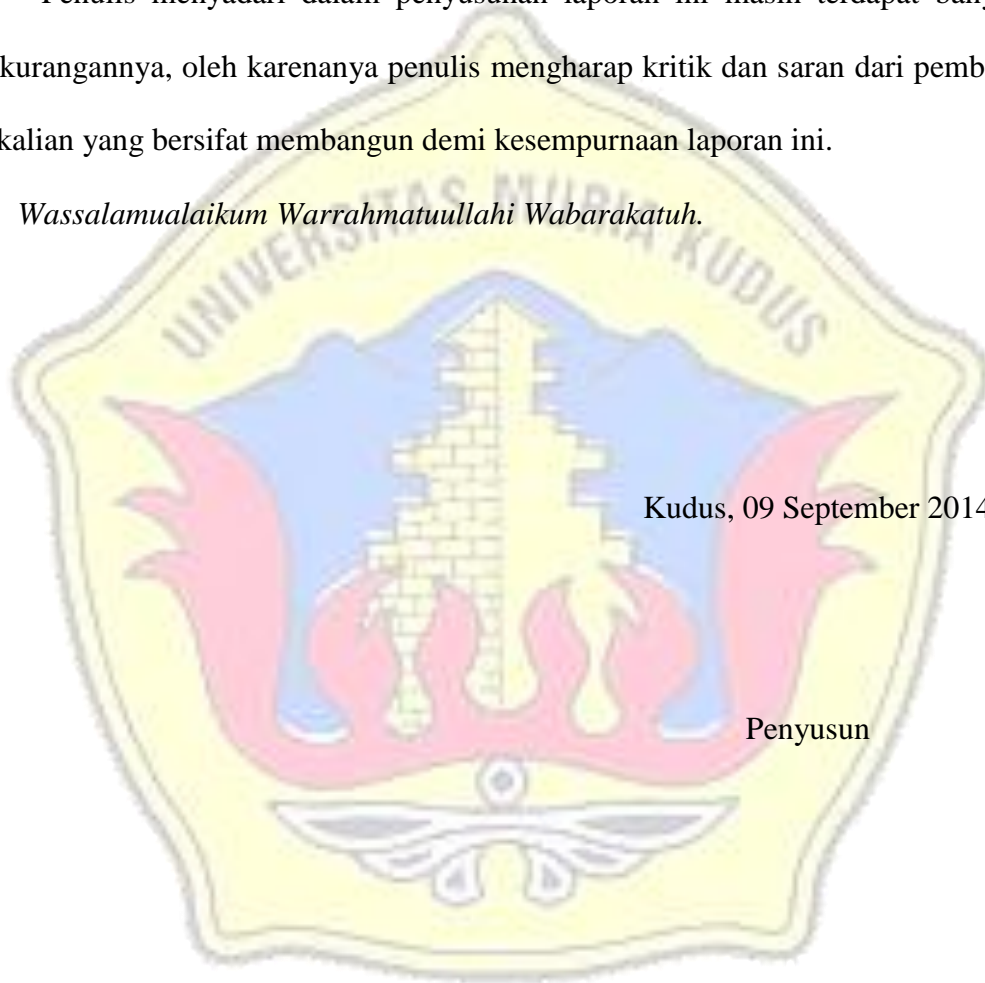 Penulis menyadari dalam penyusunan laporan ini masih terdapat
kurangannya, oleh karenanya penulis mengharap kritik dan saran dari pemb
kalian yang bersifat membangun demi kesempurnaan laporan ini.
Wassalamualaikum Warrahmatuullahi Wabarakatuh.
UNIVERSITAS MURIA KUDUS
Kudus, 09 September 2014
Penyusun